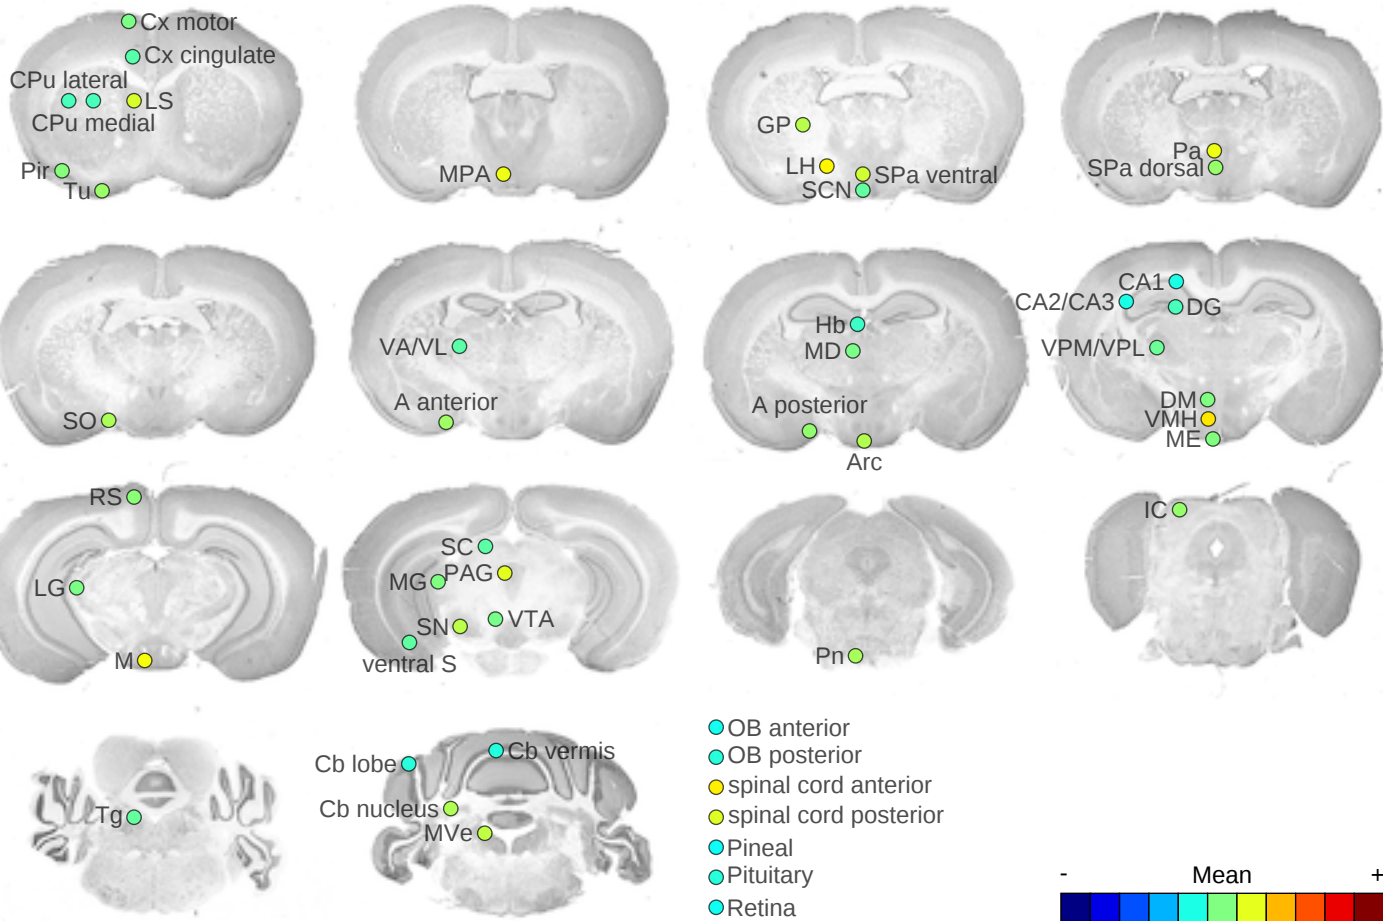 Cx motor
Cx cingulate
CPu lateral
LS
CPu medial
Pir
Tu
MPA
GP
LH
SPa ventral
SCN
Pa
SPa dorsal
SO
VA/VL
A anterior
Hb
MD
A posterior
Arc
CA1
CA2/CA3
DG
VPM/VPL
DM
VMH
ME
RS
LG
M
SC
PAG
MG
VTA
SN
ventral S
Pn
IC
Tg
Cb lobe
Cb vermis
Cb nucleus
MVe
OB anterior
OB posterior
spinal cord anterior
spinal cord posterior
Pineal
Pituitary
Retina
- Mean +